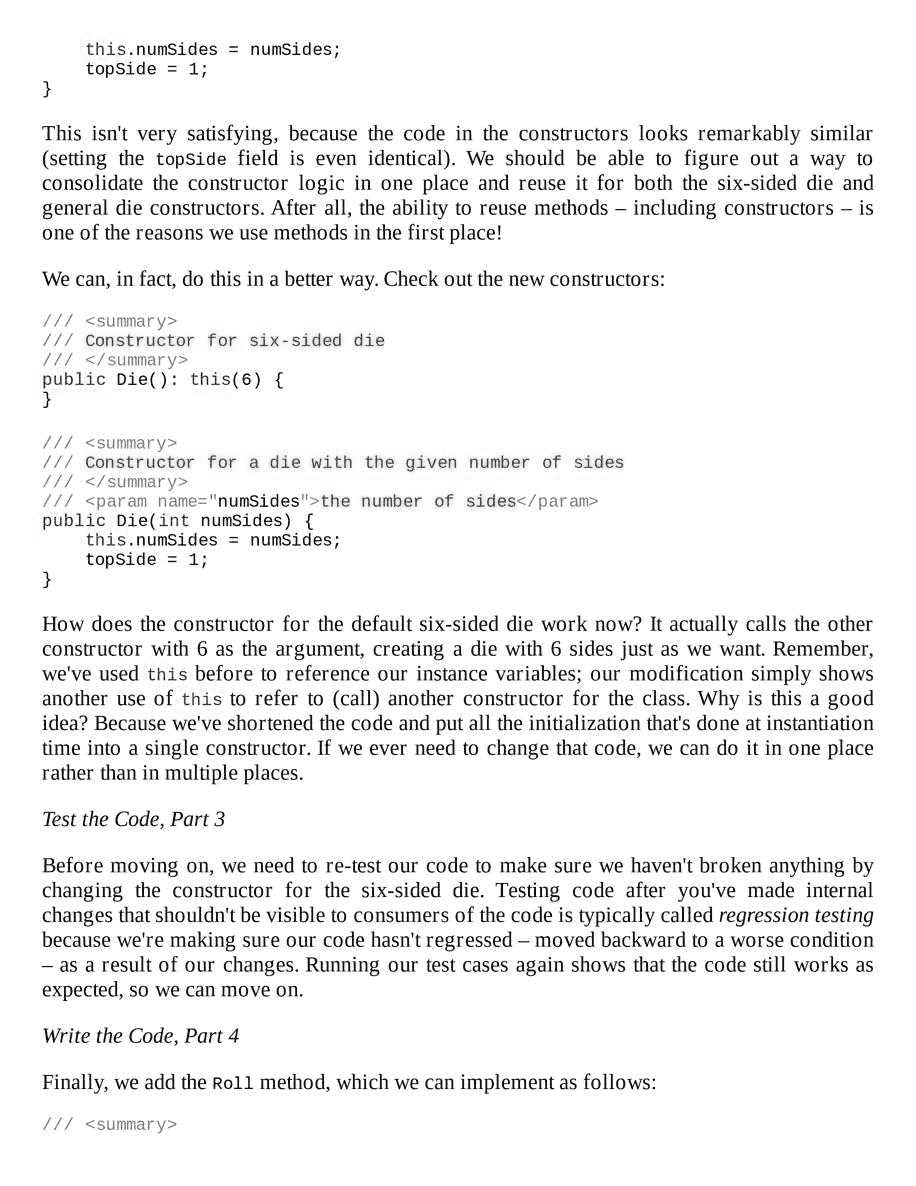 this.numSides = numSides;
    topSide = 1;
}
This isn't very satisfying, because the code in the constructors looks remarkably similar
(setting the topSide field is even identical). We should be able to figure out a way to
consolidate the constructor logic in one place and reuse it for both the six-sided die and
general die constructors. After all, the ability to reuse methods – including constructors – is
one of the reasons we use methods in the first place!
We can, in fact, do this in a better way. Check out the new constructors:
/// <summary>
/// Constructor for six-sided die
/// </summary>
public Die(): this(6) {
}
/// <summary>
/// Constructor for a die with the given number of sides
/// </summary>
/// <param name="numSides">the number of sides</param>
public Die(int numSides) {
    this.numSides = numSides;
    topSide = 1;
}
How does the constructor for the default six-sided die work now? It actually calls the other
constructor with 6 as the argument, creating a die with 6 sides just as we want. Remember,
we've used this before to reference our instance variables; our modification simply shows
another use of this to refer to (call) another constructor for the class. Why is this a good
idea? Because we've shortened the code and put all the initialization that's done at instantiation
time into a single constructor. If we ever need to change that code, we can do it in one place
rather than in multiple places.
Test the Code, Part 3
Before moving on, we need to re-test our code to make sure we haven't broken anything by
changing the constructor for the six-sided die. Testing code after you've made internal
changes that shouldn't be visible to consumers of the code is typically called regression testing
because we're making sure our code hasn't regressed – moved backward to a worse condition
– as a result of our changes. Running our test cases again shows that the code still works as
expected, so we can move on.
Write the Code, Part 4
Finally, we add the Roll method, which we can implement as follows:
/// <summary>